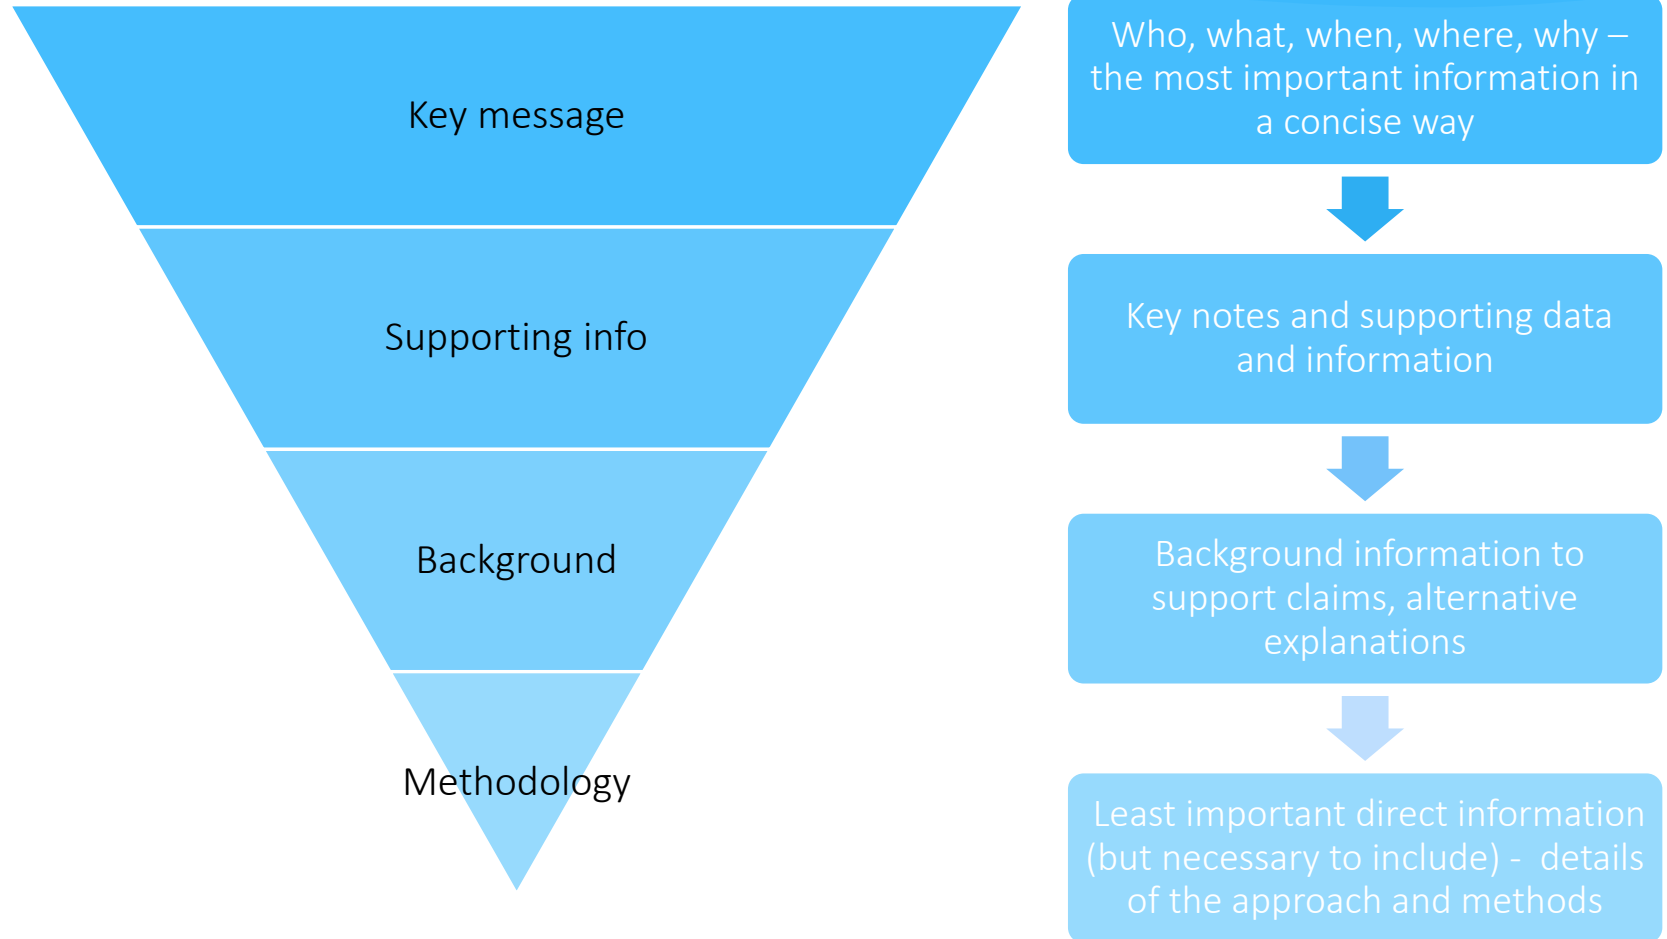 Key message
Supporting info
Background
Methodology
Who, what, when, where, why –
the most important information in
a concise way
Key notes and supporting data
and information
Background information to
support claims, alternative
explanations
Least important direct information
(but necessary to include) - details
of the approach and methods